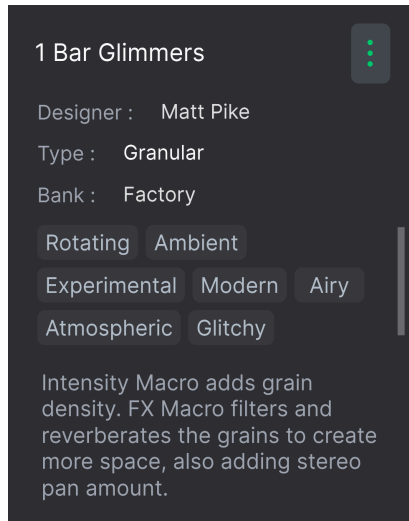 1 Bar Glimmers
Designer : Matt Pike
Type : Granular
Bank : Factory
Rotating Ambient
Experimental Modern Airy
Atmospheric Glitchy
Intensity Macro adds grain
density. FX Macro filters and
reverberates the grains to create
more space, also adding stereo
pan amount.